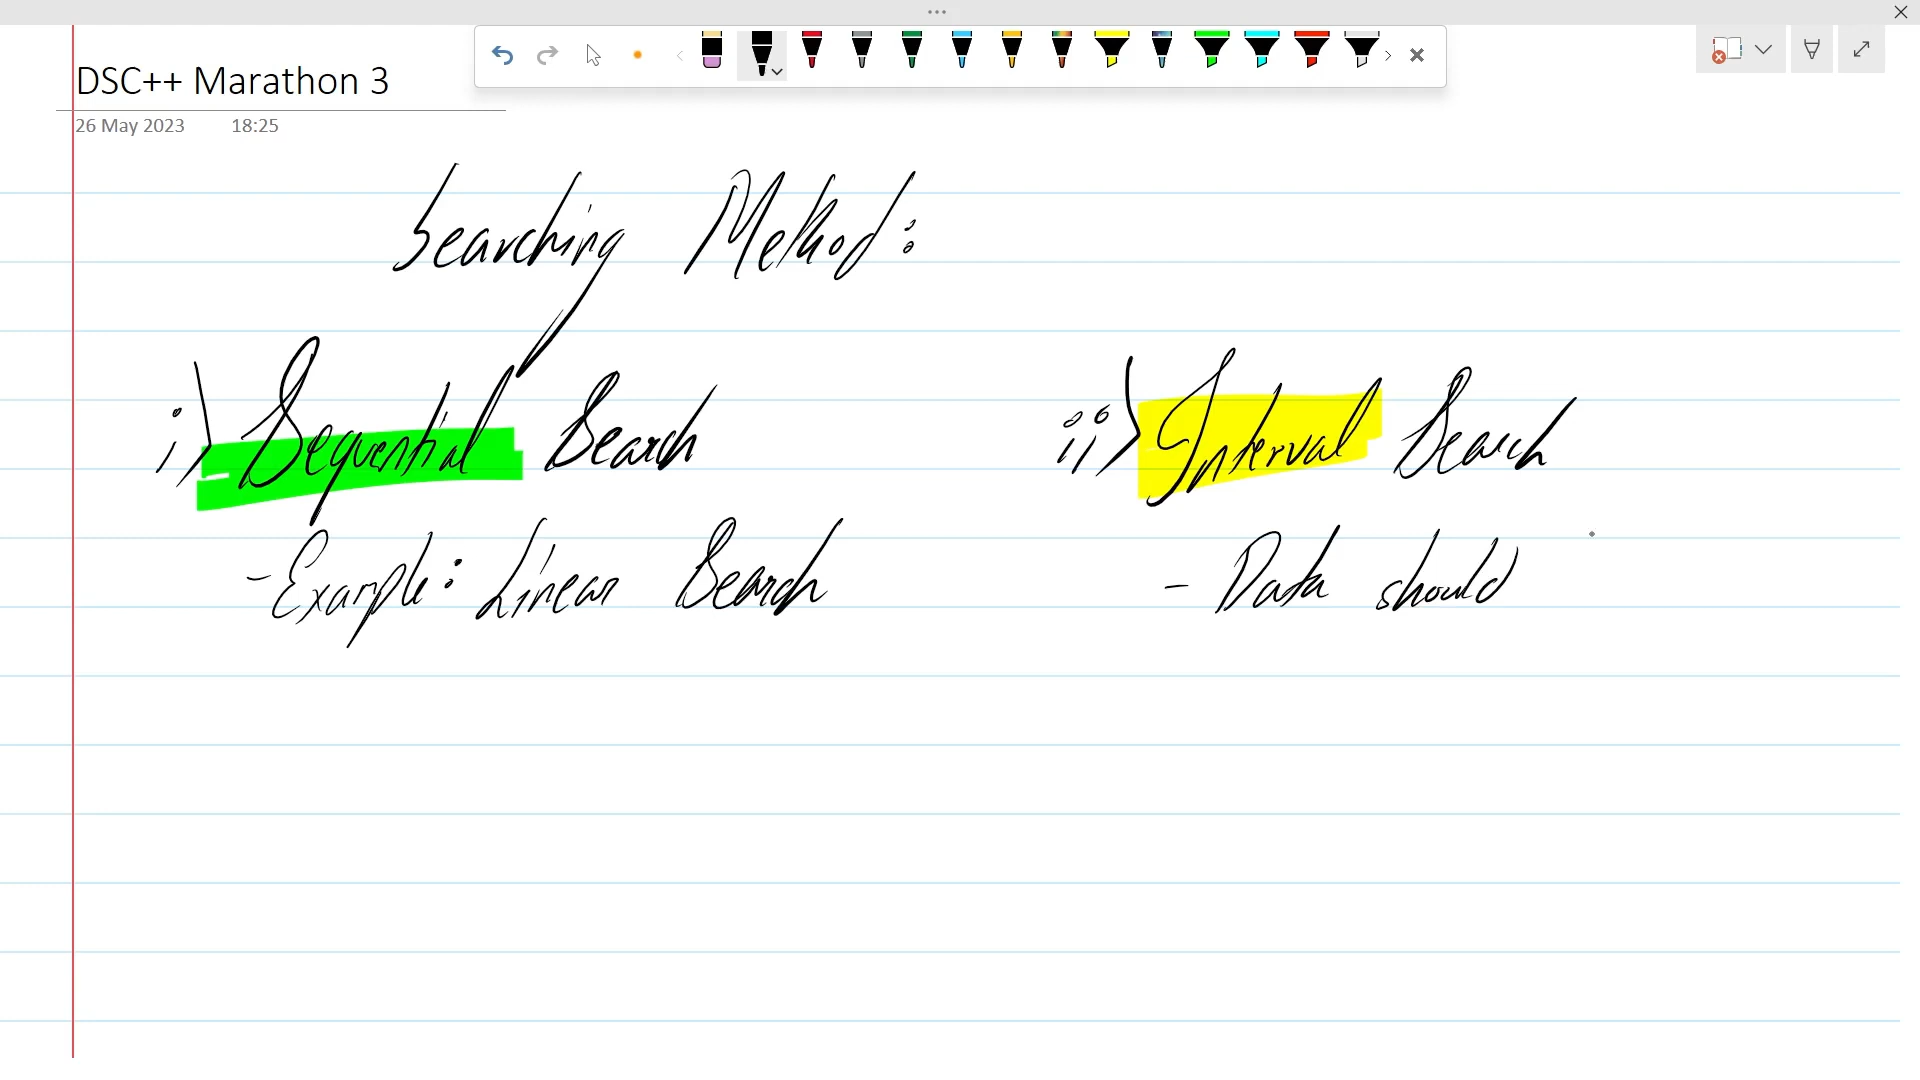 DSC++ Marathon 3
26 May 2023 18:25
Searching Method:
i) Sequential Search
ii) Interval Search
- Example: Linear Search
- Data should